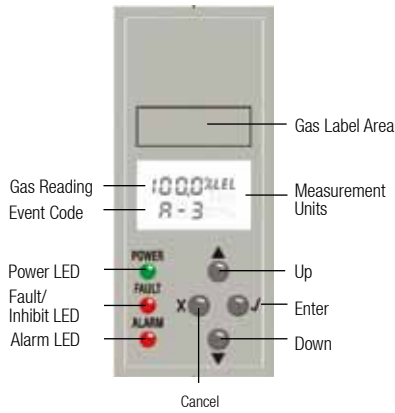 Gas Label Area
Gas Reading
100.0%LEL
Measurement
Units
Event Code
A-3
POWER
Power LED
Up
FAULT
Fault/
Inhibit LED
X
Enter
ALARM
Alarm LED
Down
Cancel